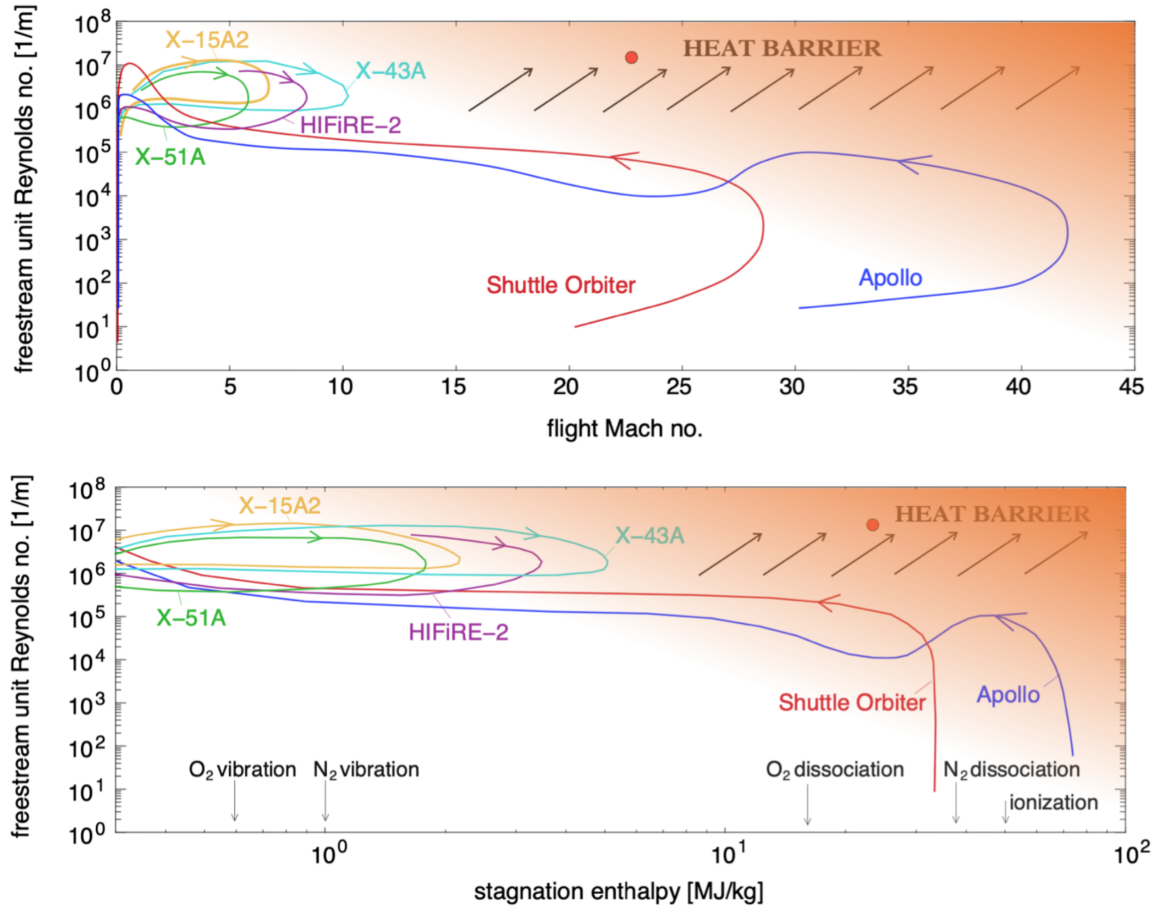 freestream unit Reynolds no. [1/m]
10⁸
10⁷
10⁶
10⁵
10⁴
10³
10²
10¹
10⁰
X−15A2
X−43A
HIFiRE−2
X−51A
HEAT BARRIER
Shuttle Orbiter
Apollo
0 5 10 15 20 25 30 35 40 45
flight Mach no.
freestream unit Reynolds no. [1/m]
10⁸
10⁷
10⁶
10⁵
10⁴
10³
10²
10¹
10⁰
X−15A2
HEAT BARRIER
X−43A
X−51A
HIFiRE−2
Shuttle Orbiter
Apollo
O₂ vibration
N₂ vibration
O₂ dissociation
N₂ dissociation
ionization
10⁰ 10¹ 10²
stagnation enthalpy [MJ/kg]